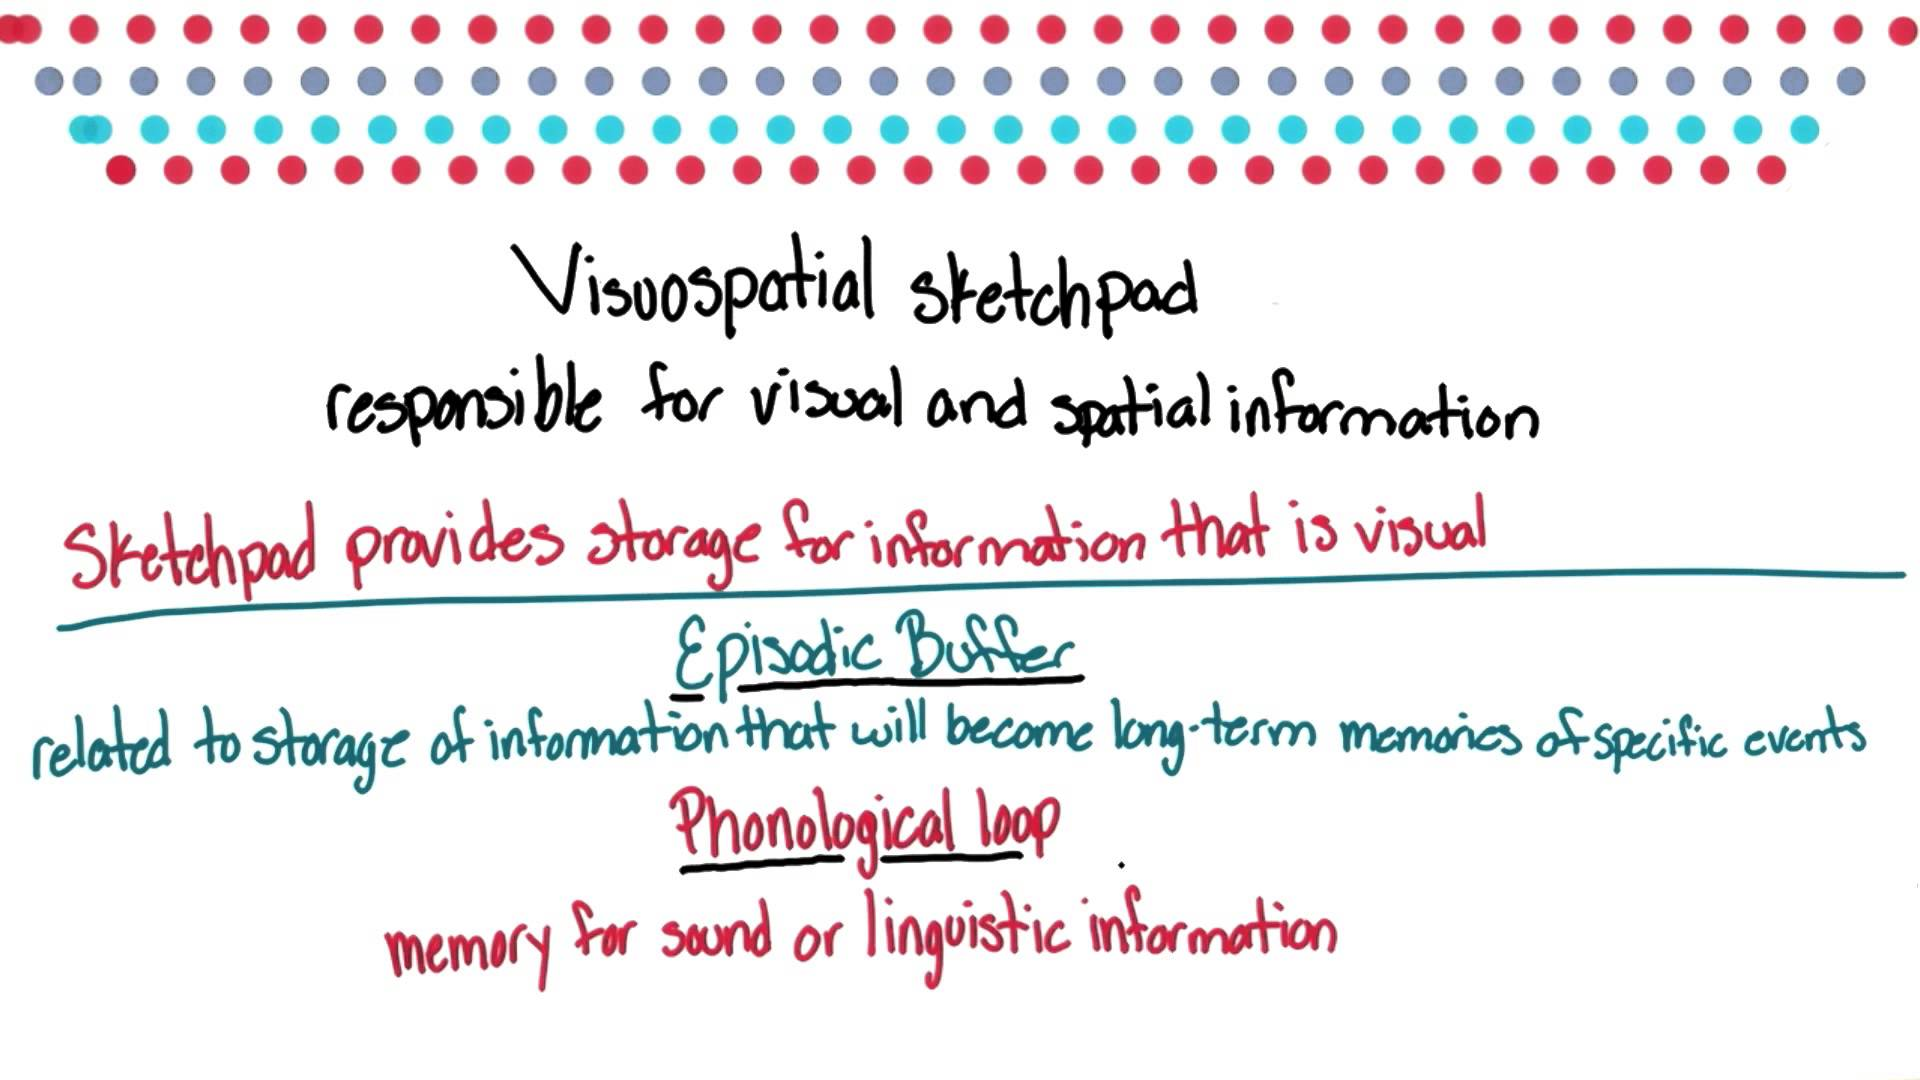 Visuospatial sketchpad
responsible for visual and spatial information
Sketchpad provides storage for information that is visual
Episodic Buffer
related to storage of information that will become long-term memories of specific events
Phonological loop
memory for sound or linguistic information